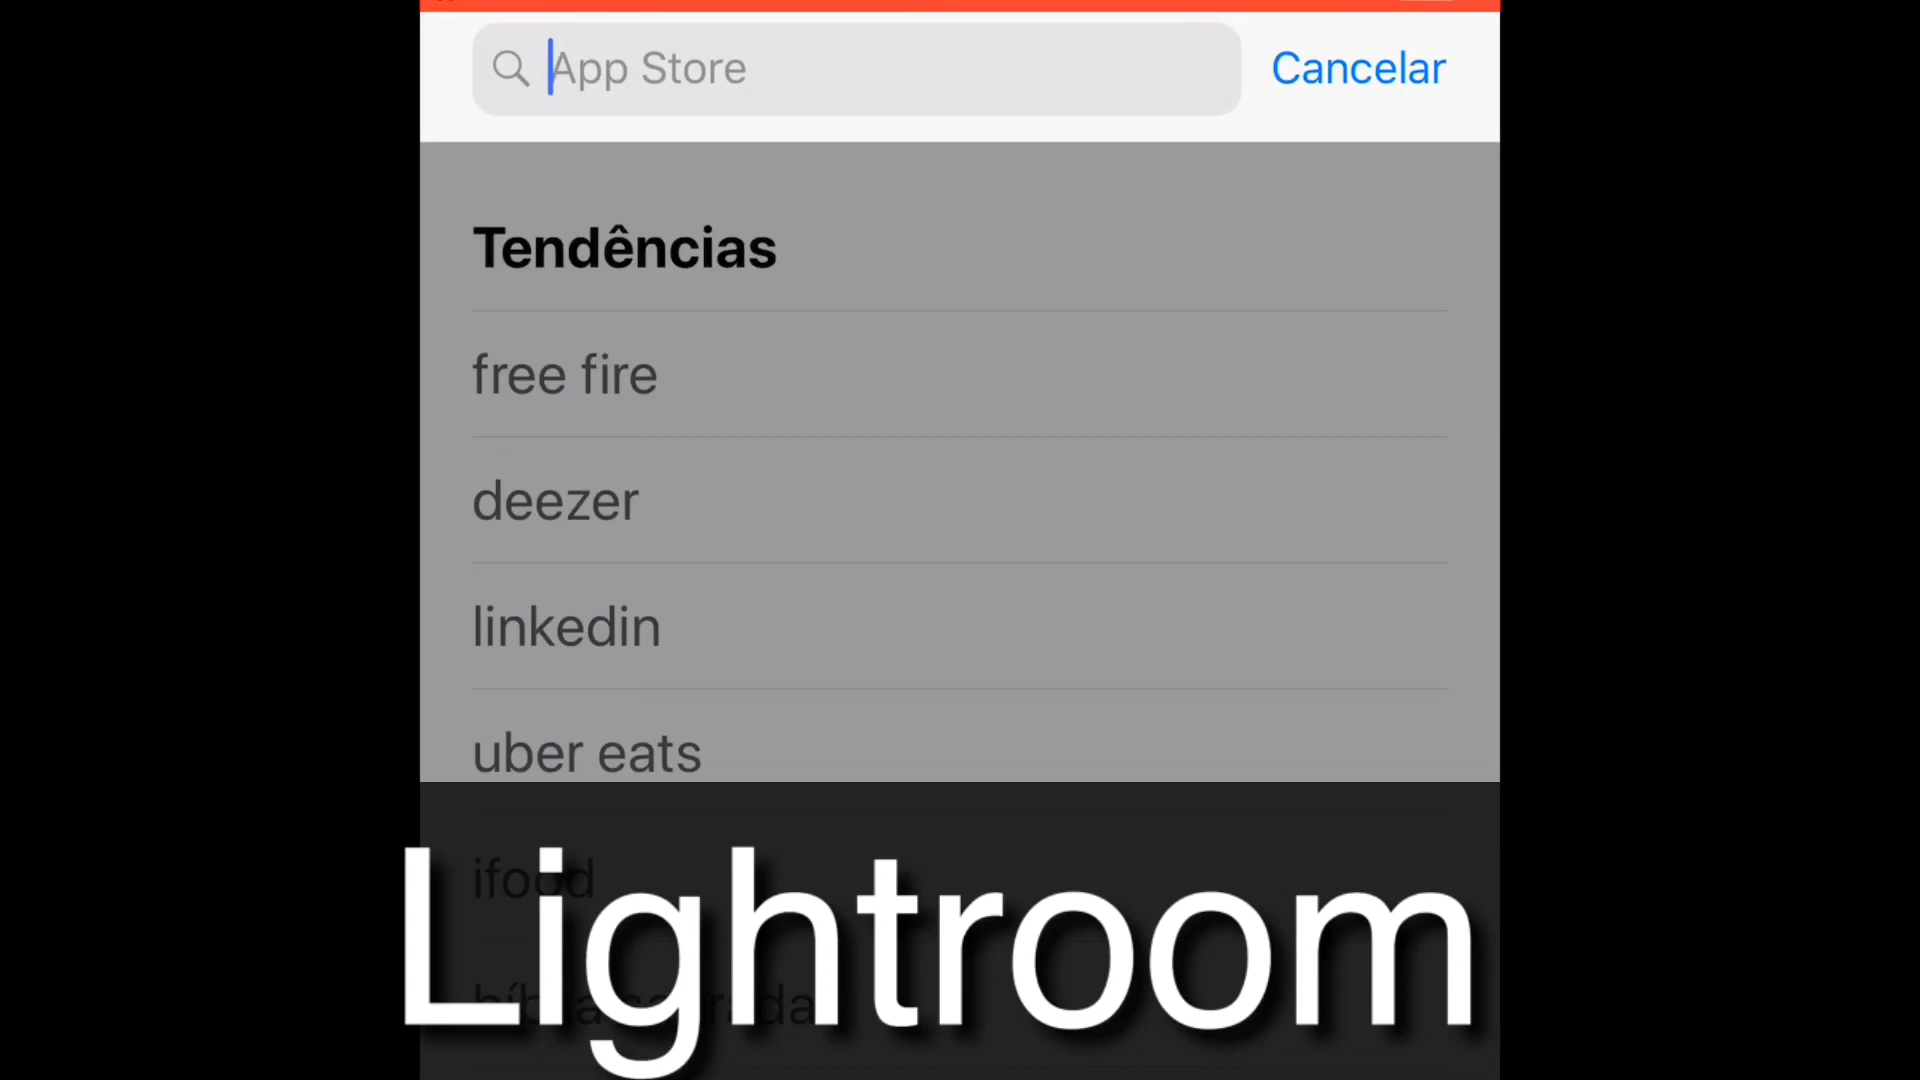 App Store
Cancelar
Tendências
free fire
deezer
linkedin
uber eats
ifood
Lightroom